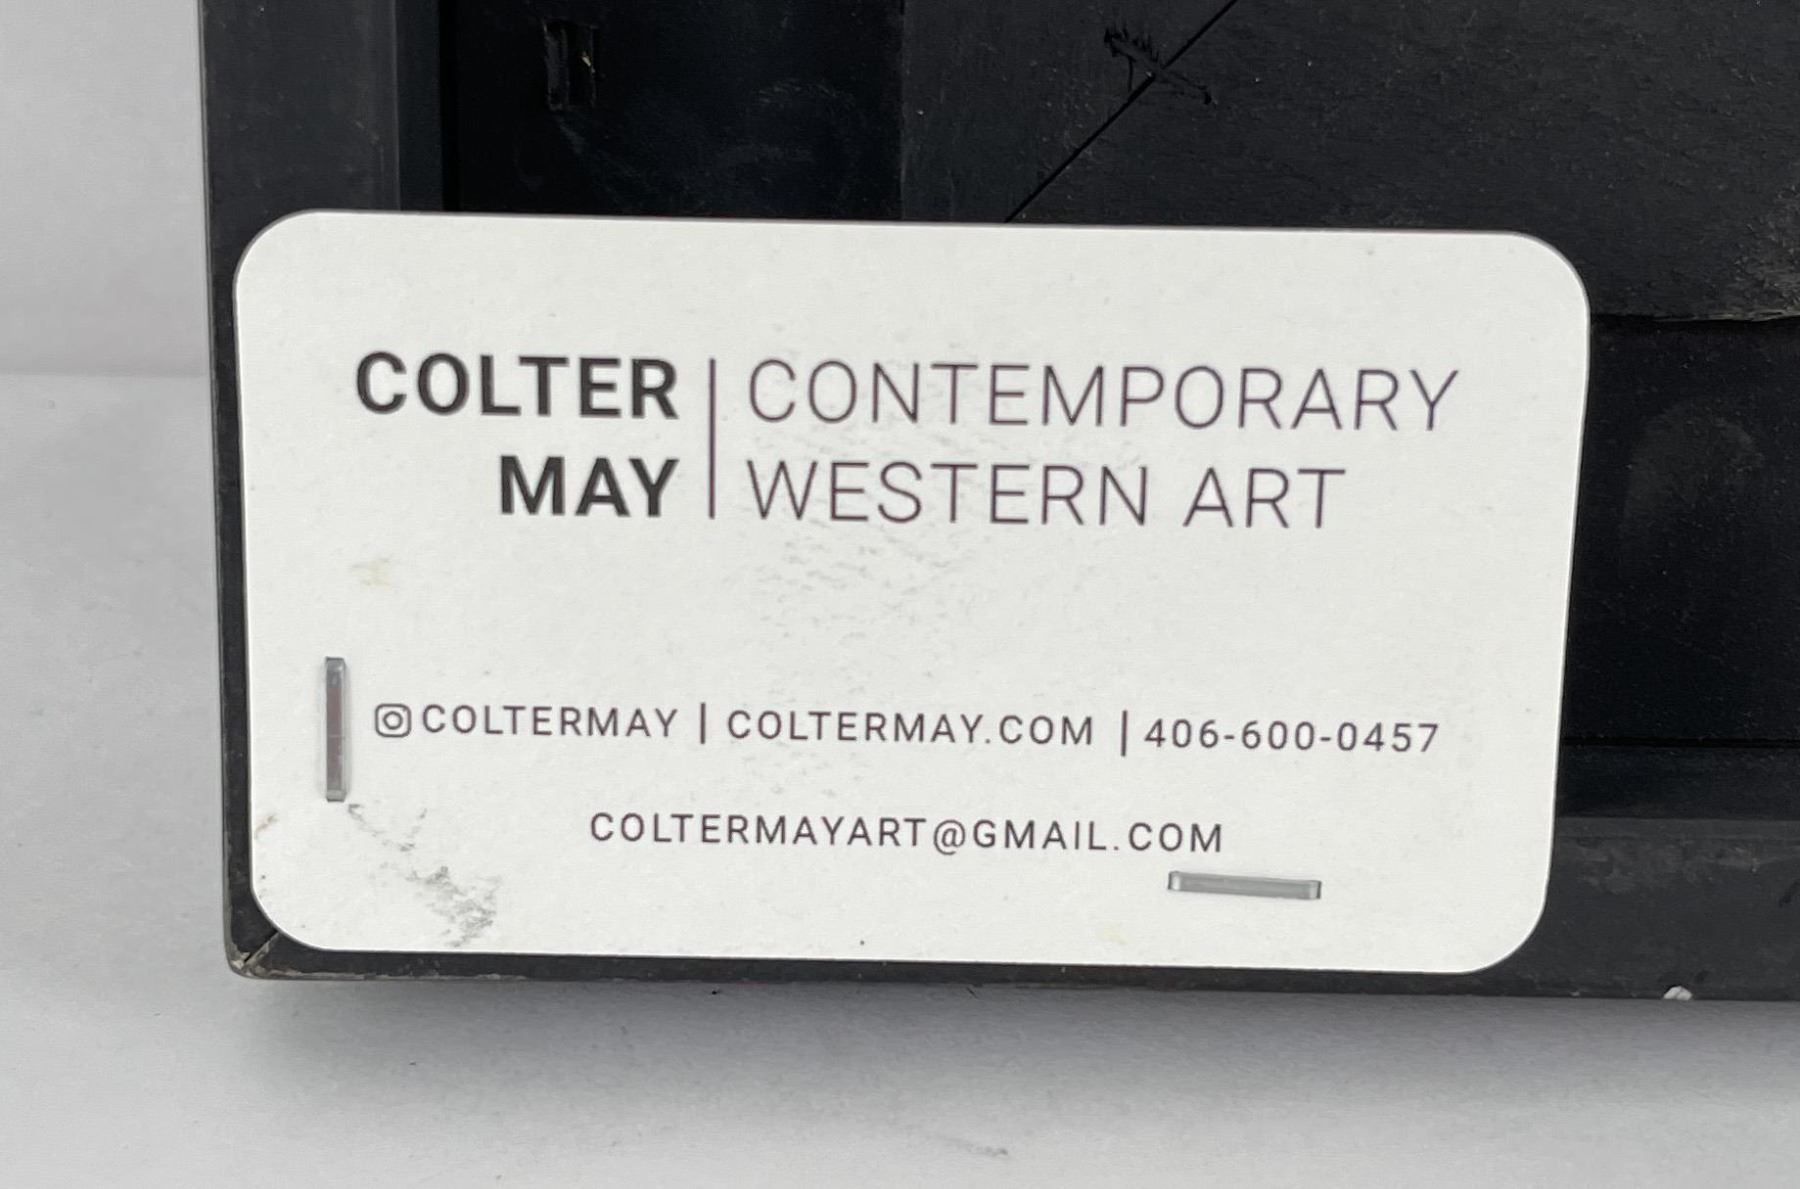 COLTER | CONTEMPORARY
MAY | WESTERN ART
COLTERMAY | COLTERMAY.COM | 406-600-0457
COLTERMAYART@GMAIL.COM